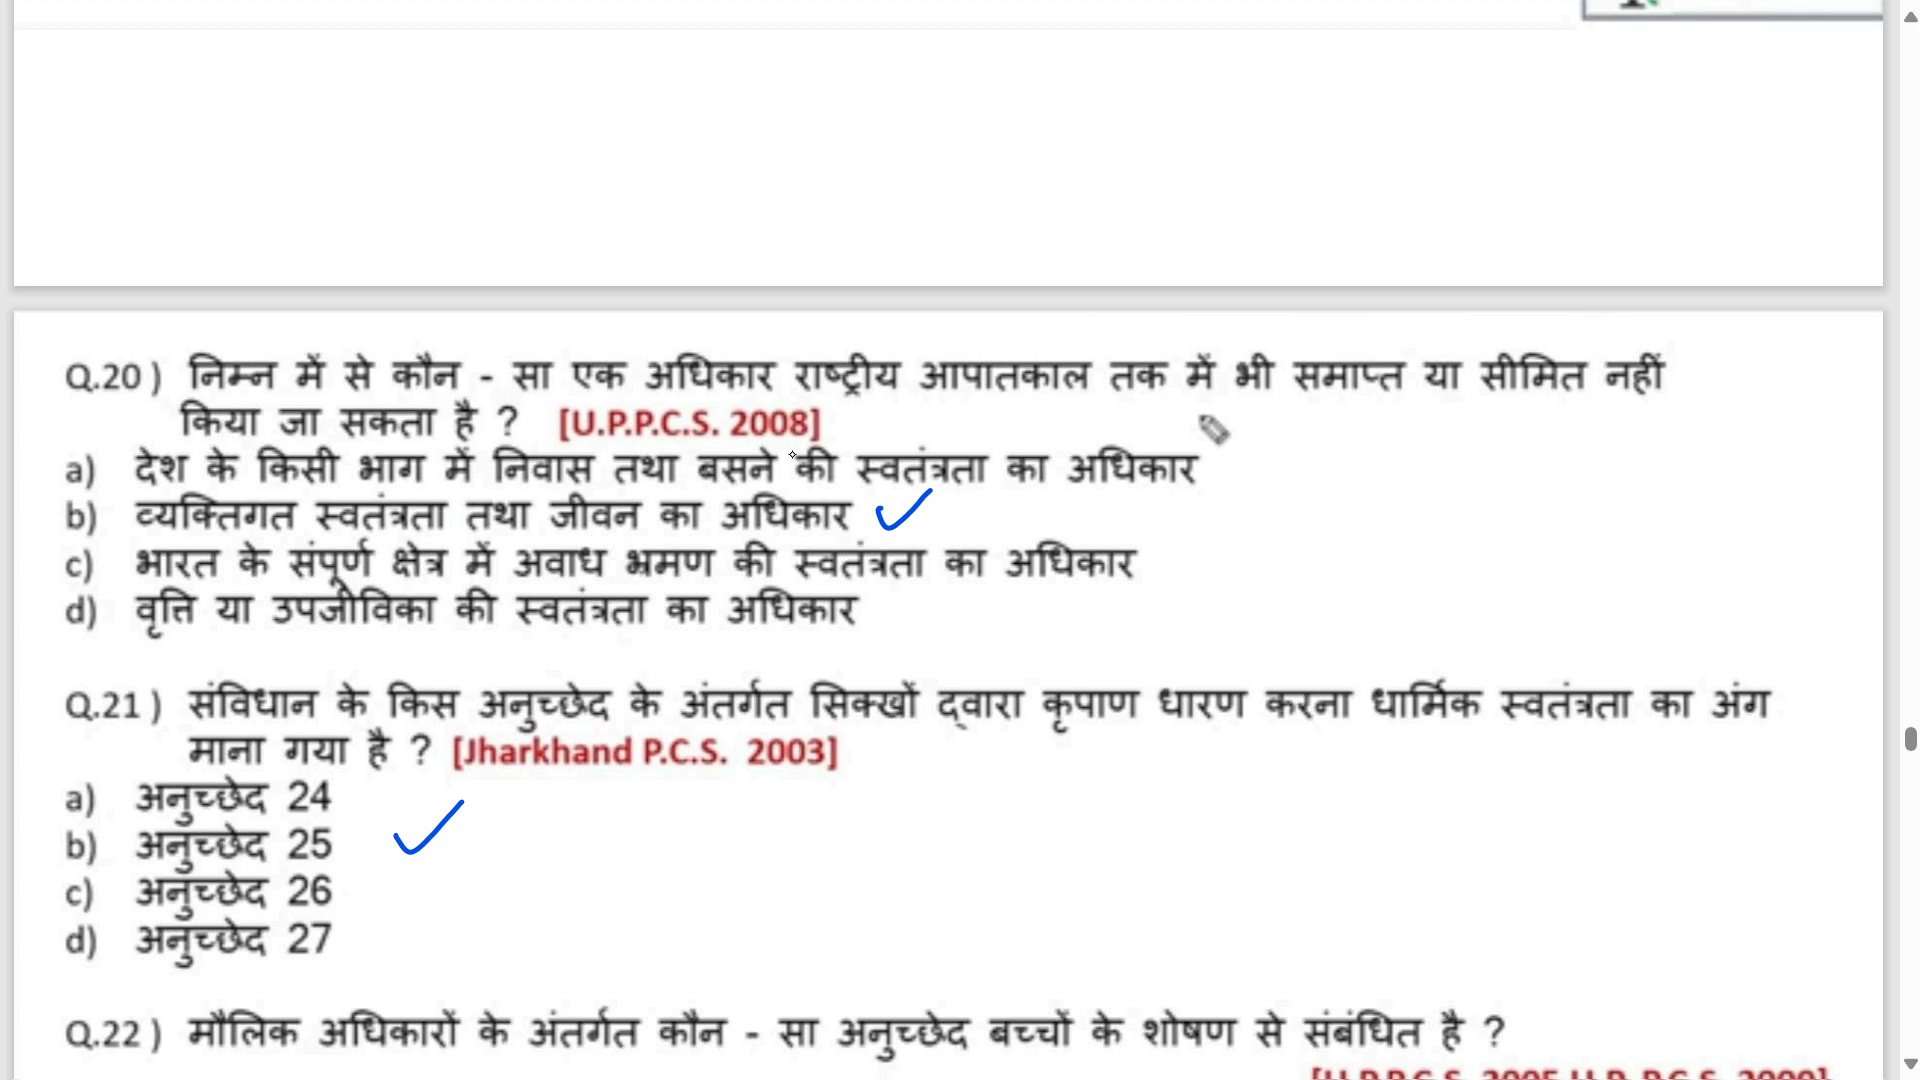 Q.20) निम्न में से कौन - सा एक अधिकार राष्ट्रीय आपातकाल तक में भी समाप्त या सीमित नहीं
किया जा सकता है ? [U.P.P.C.S. 2008]
a) देश के किसी भाग में निवास तथा बसने की स्वतंत्रता का अधिकार
b) व्यक्तिगत स्वतंत्रता तथा जीवन का अधिकार
c) भारत के संपूर्ण क्षेत्र में अवाध भ्रमण की स्वतंत्रता का अधिकार
d) वृत्ति या उपजीविका की स्वतंत्रता का अधिकार
Q.21) संविधान के किस अनुच्छेद के अंतर्गत सिक्खों द्वारा कृपाण धारण करना धार्मिक स्वतंत्रता का अंग
माना गया है ? [Jharkhand P.C.S. 2003]
a) अनुच्छेद 24
b) अनुच्छेद 25
c) अनुच्छेद 26
d) अनुच्छेद 27
Q.22) मौलिक अधिकारों के अंतर्गत कौन - सा अनुच्छेद बच्चों के शोषण से संबंधित है ?